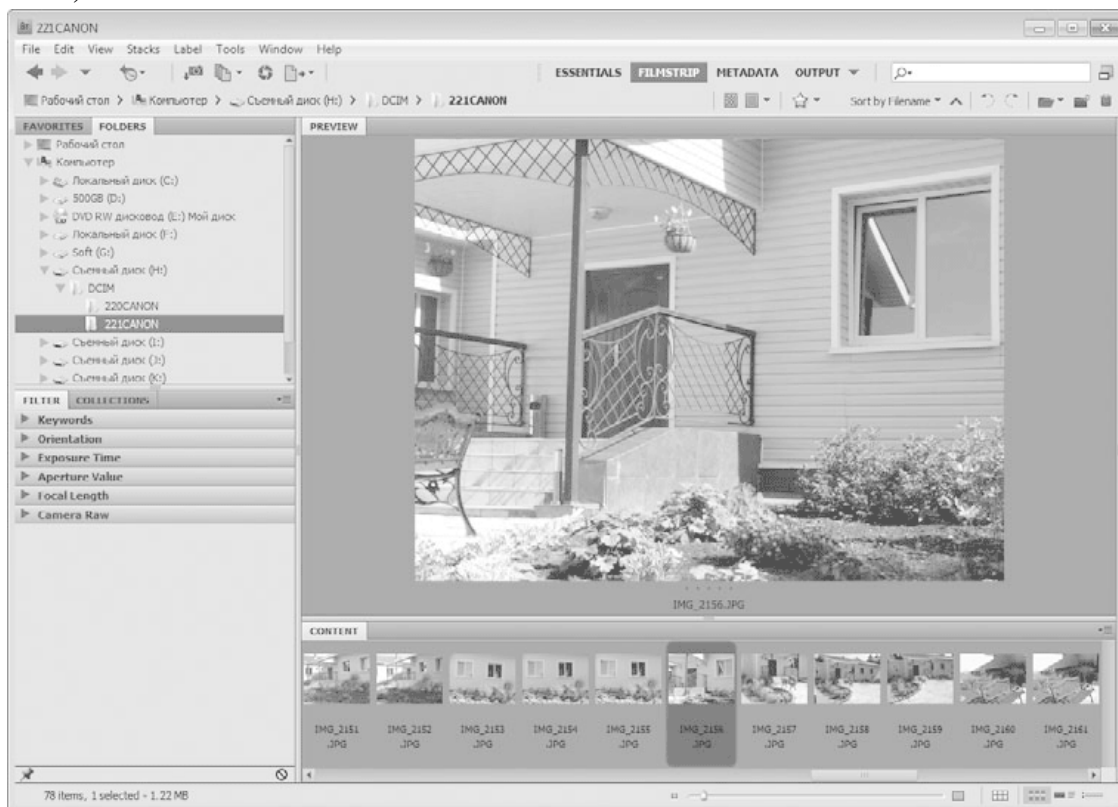 Br 221CANON
File Edit View Stacks Label Tools Window Help
ESSENTIALS FILMSTRIP METADATA OUTPUT
Рабочий стол > Компьютер > Съемный диск (H:) > DCIM > 221CANON
Sort by Filename
FAVORITES FOLDERS
PREVIEW
Рабочий стол
Компьютер
Локальный диск (C:)
500GB (D:)
DVD RW дисковод (E:) Мой диск
Локальный диск (F:)
Soft (G:)
Съемный диск (H:)
DCIM
220CANON
221CANON
Съемный диск (I:)
Съемный диск (J:)
Съемный диск (K:)
FILTER COLLECTIONS
Keywords
Orientation
Exposure Time
Aperture Value
Focal Length
Camera Raw
IMG_2156.JPG
CONTENT
IMG_2151 IMG_2152 IMG_2153 IMG_2154 IMG_2155 IMG_2156 IMG_2157 IMG_2158 IMG_2159 IMG_2160 IMG_2161
.JPG .JPG .JPG .JPG .JPG .JPG .JPG .JPG .JPG .JPG .JPG
78 items, 1 selected - 1.22 MB